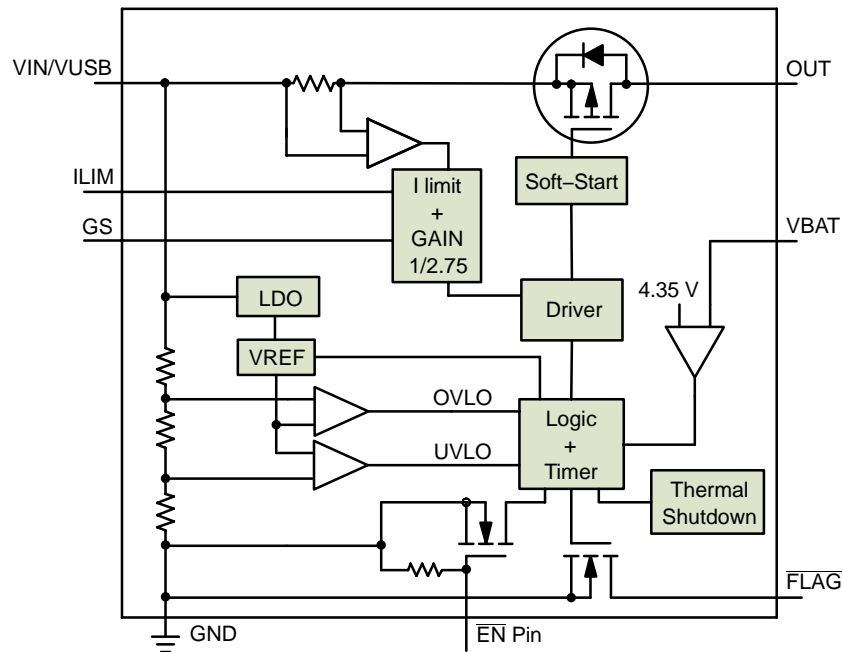 VIN/VUSB
OUT
ILIM
I limit
+
GAIN
1/2.75
Soft−Start
GS
VBAT
LDO
Driver
4.35 V
VREF
OVLO
Logic
+
Timer
UVLO
Thermal
Shutdown
FLAG
GND
EN Pin